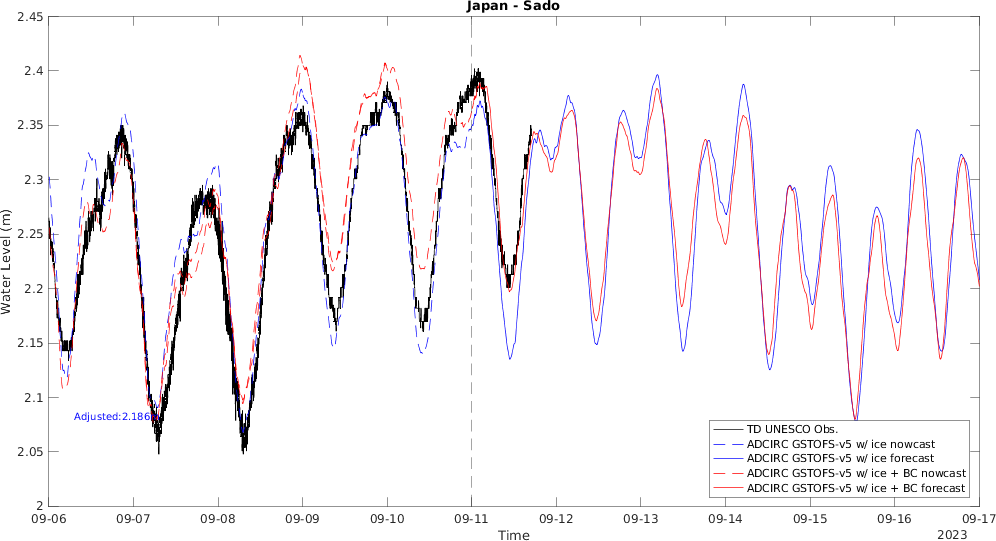 Japan - Sado
2.45
2.4
2.35
2.3
2.25
2.2
2.15
2.1
2.05
2
Water Level (m)
Adjusted:2.186
TD UNESCO Obs.
ADCIRC GSTOFS-v5 w/ ice nowcast
ADCIRC GSTOFS-v5 w/ ice forecast
ADCIRC GSTOFS-v5 w/ ice + BC nowcast
ADCIRC GSTOFS-v5 w/ ice + BC forecast
09-06 09-07 09-08 09-09 09-10 09-11 09-12 09-13 09-14 09-15 09-16 09-17
Time
2023